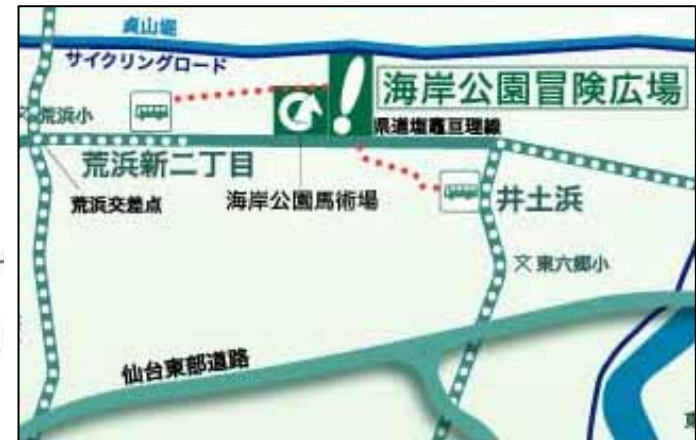 貞山堀
サイクリングロード
海岸公園冒険広場
荒浜小
県道塩竈亘理線
荒浜新二丁目
荒浜交差点
海岸公園馬術場
井土浜
東六郷小
仙台東部道路